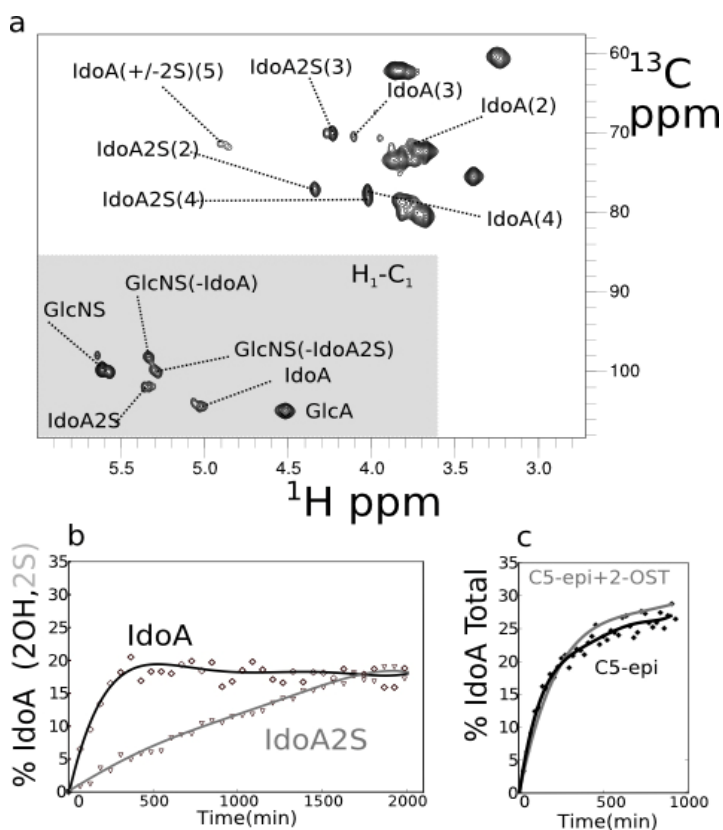 a
IdoA(+/-2S)(5)
IdoA2S(3)
IdoA(3)
IdoA(2)
IdoA2S(2)
IdoA2S(4)
IdoA(4)
60
70
80
90
100
13C
ppm
H1-C1
GlcNS(-IdoA)
GlcNS
GlcNS(-IdoA2S)
IdoA
IdoA2S
GlcA
5.5 5.0 4.5 4.0 3.5 3.0
1H ppm
b
% IdoA (2OH,2S)
35
30
25
20
15
10
5
0
IdoA
IdoA2S
0 500 1000 1500 2000
Time(min)
c
% IdoA Total
35
30
25
20
15
10
5
0
C5-epi+2-OST
C5-epi
0 500 1000
Time(min)